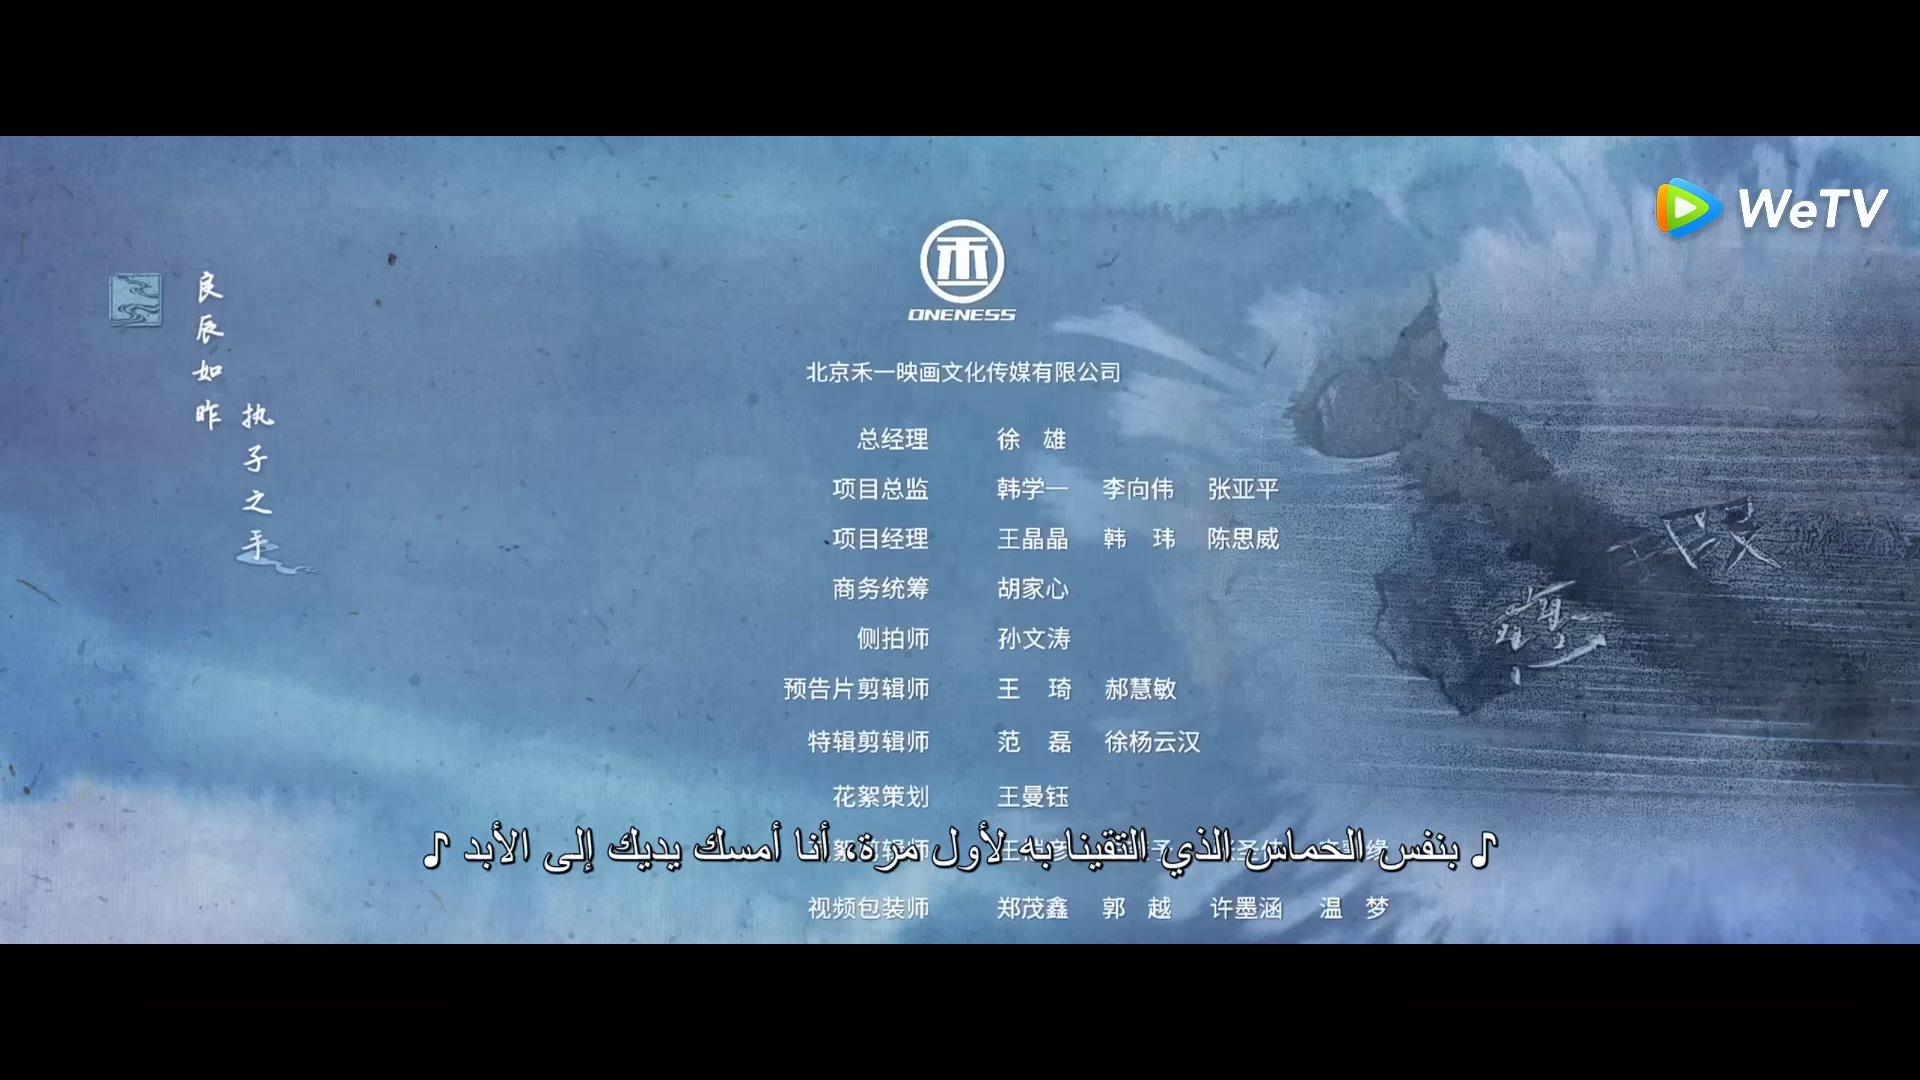 WeTV
ONENESS
北京禾一映画文化传媒有限公司
良辰如昨
执子之手
总经理 徐 雄
项目总监 韩学一 李向伟 张亚平
项目经理 王晶晶 韩 玮 陈思威
商务统筹 胡家心
侧拍师 孙文涛
预告片剪辑师 王 琦 郝慧敏
特辑剪辑师 范 磊 徐杨云汉
花絮策划 王曼钰
絮剪辑师
♪ بنفس الحماس الذي التقينا به لأول مرة، أنا أمسك يديك إلى الأبد ♪
视频包装师 郑茂鑫 郭 越 许墨涵 温 梦